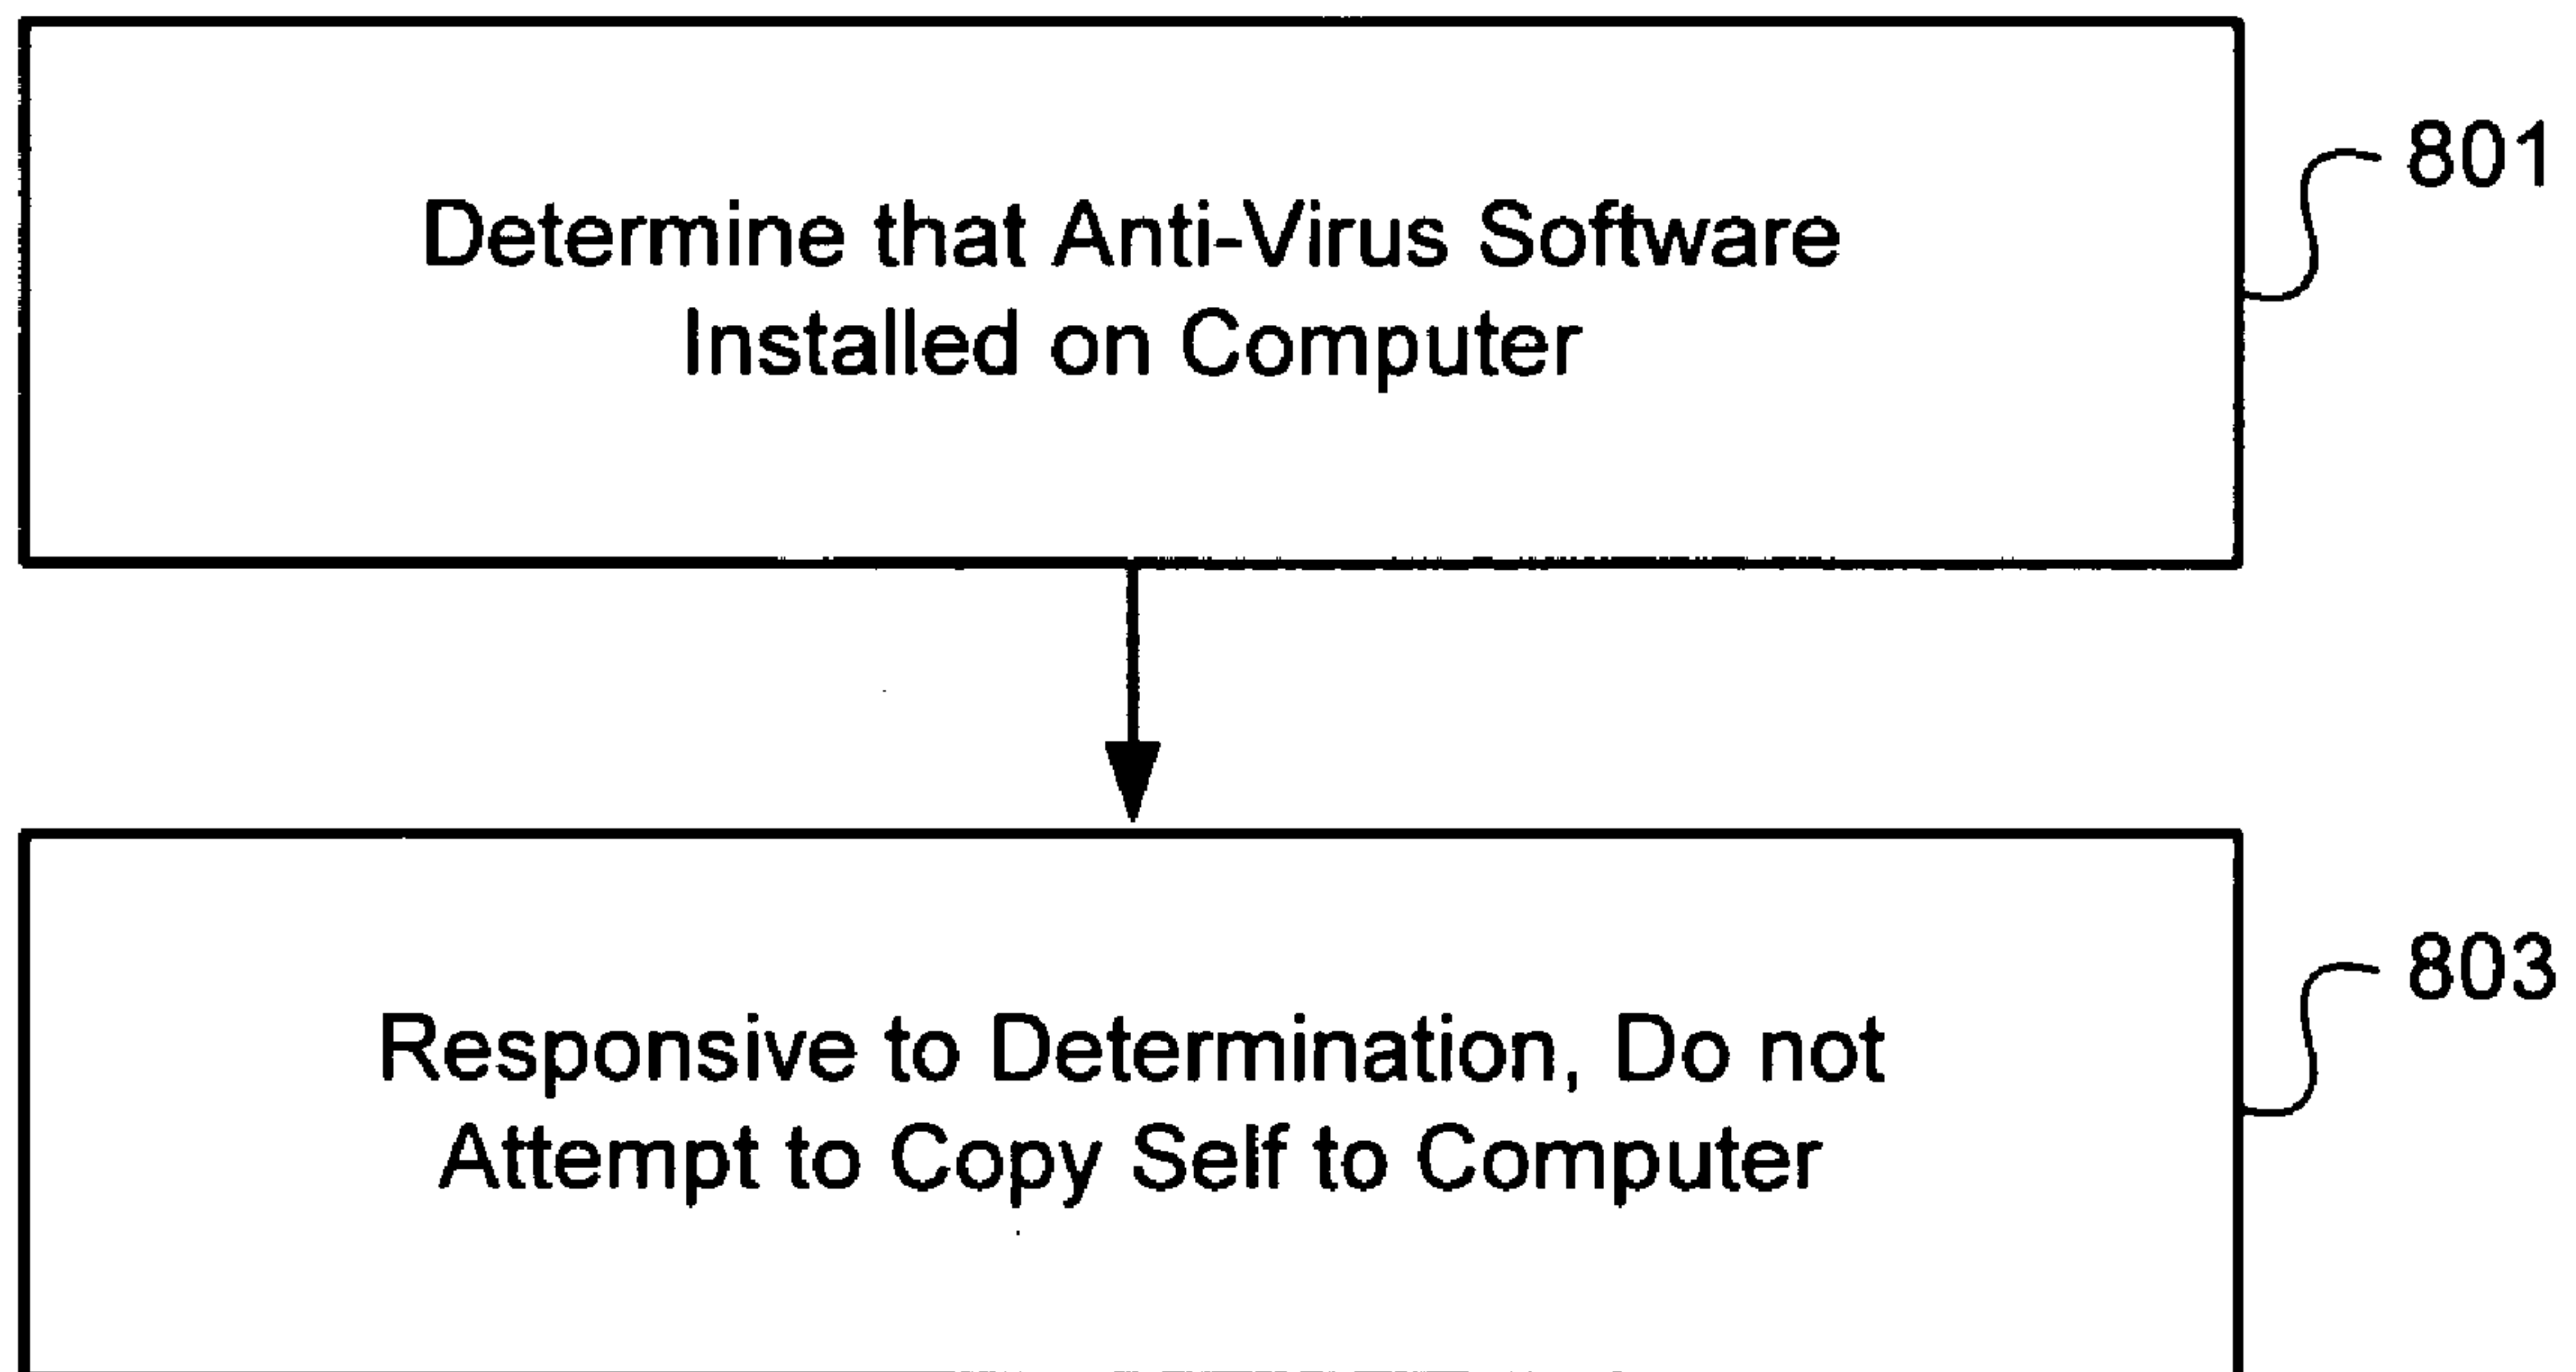 Determine that Anti-Virus Software
Installed on Computer
801
Responsive to Determination, Do not
Attempt to Copy Self to Computer
803